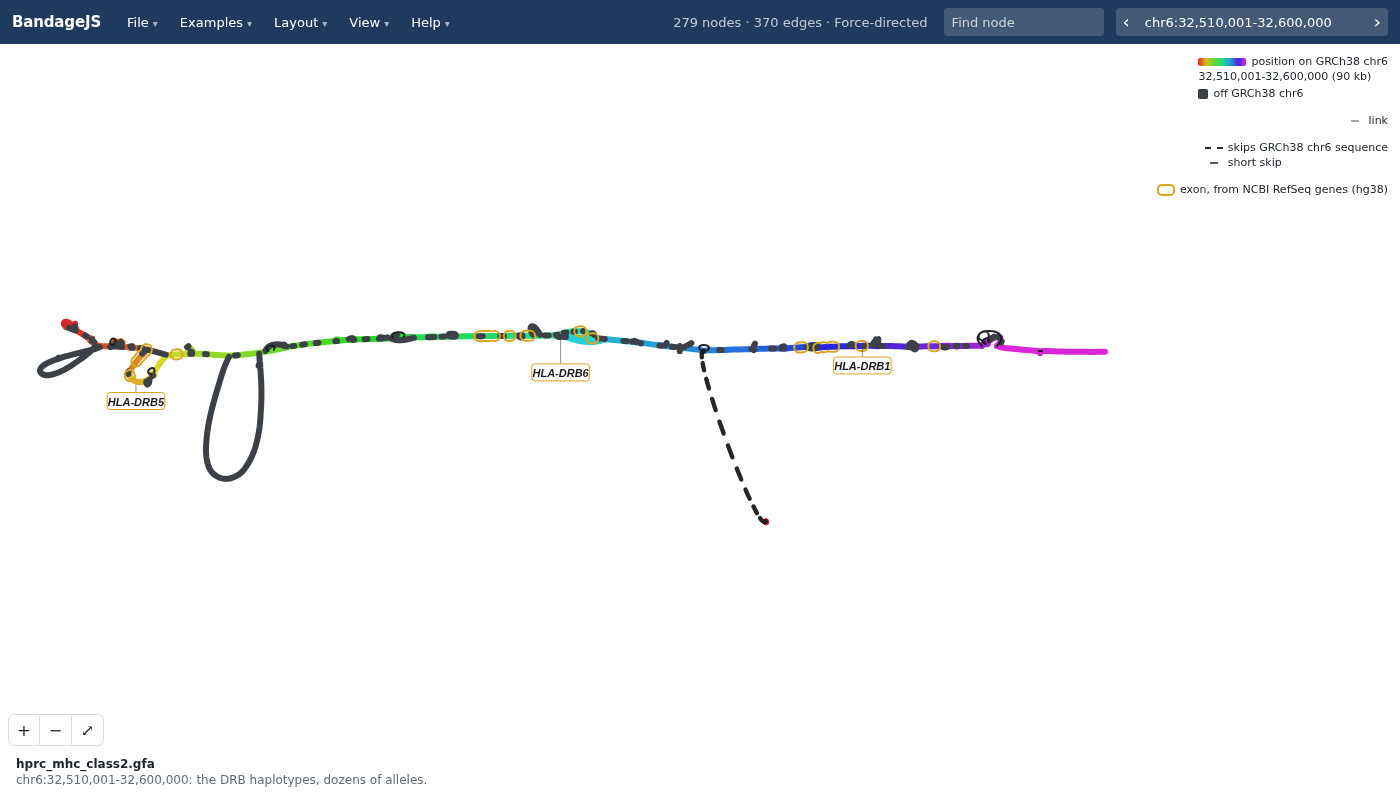 BandageJS File ▾ Examples ▾ Layout ▾ View ▾ Help ▾ 279 nodes · 370 edges · Force-directed Find node ‹ chr6:32,510,001-32,600,000 ›
position on GRCh38 chr6
32,510,001-32,600,000 (90 kb)
off GRCh38 chr6
link
skips GRCh38 chr6 sequence
short skip
exon, from NCBI RefSeq genes (hg38)
HLA-DRB5
HLA-DRB6
HLA-DRB1
+ − ⤢
hprc_mhc_class2.gfa
chr6:32,510,001-32,600,000: the DRB haplotypes, dozens of alleles.